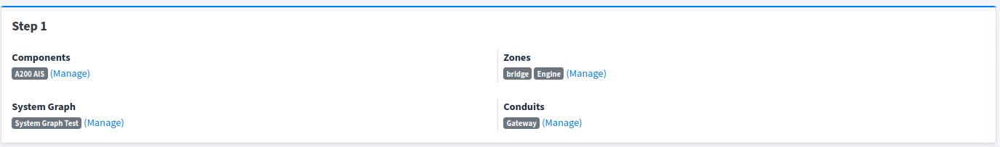 Step 1
Components
A200 AIS (Manage)
Zones
bridge Engine (Manage)
System Graph
System Graph Test (Manage)
Conduits
Gateway (Manage)